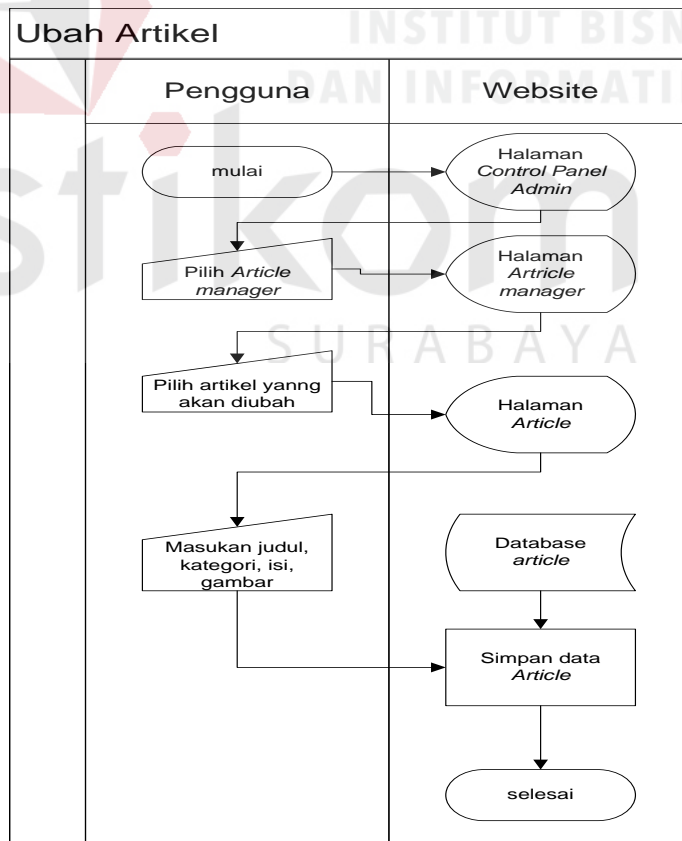 Ubah Artikel
INSTITUT BISN
DAN INFORMATI
Pengguna
Website
mulai
Halaman
Control Panel
Admin
stikom
Pilih Article
manager
Halaman
Artricle
manager
SURABAYA
Pilih artikel yanng
akan diubah
Halaman
Article
Masukan judul,
kategori, isi,
gambar
Database
article
Simpan data
Article
selesai